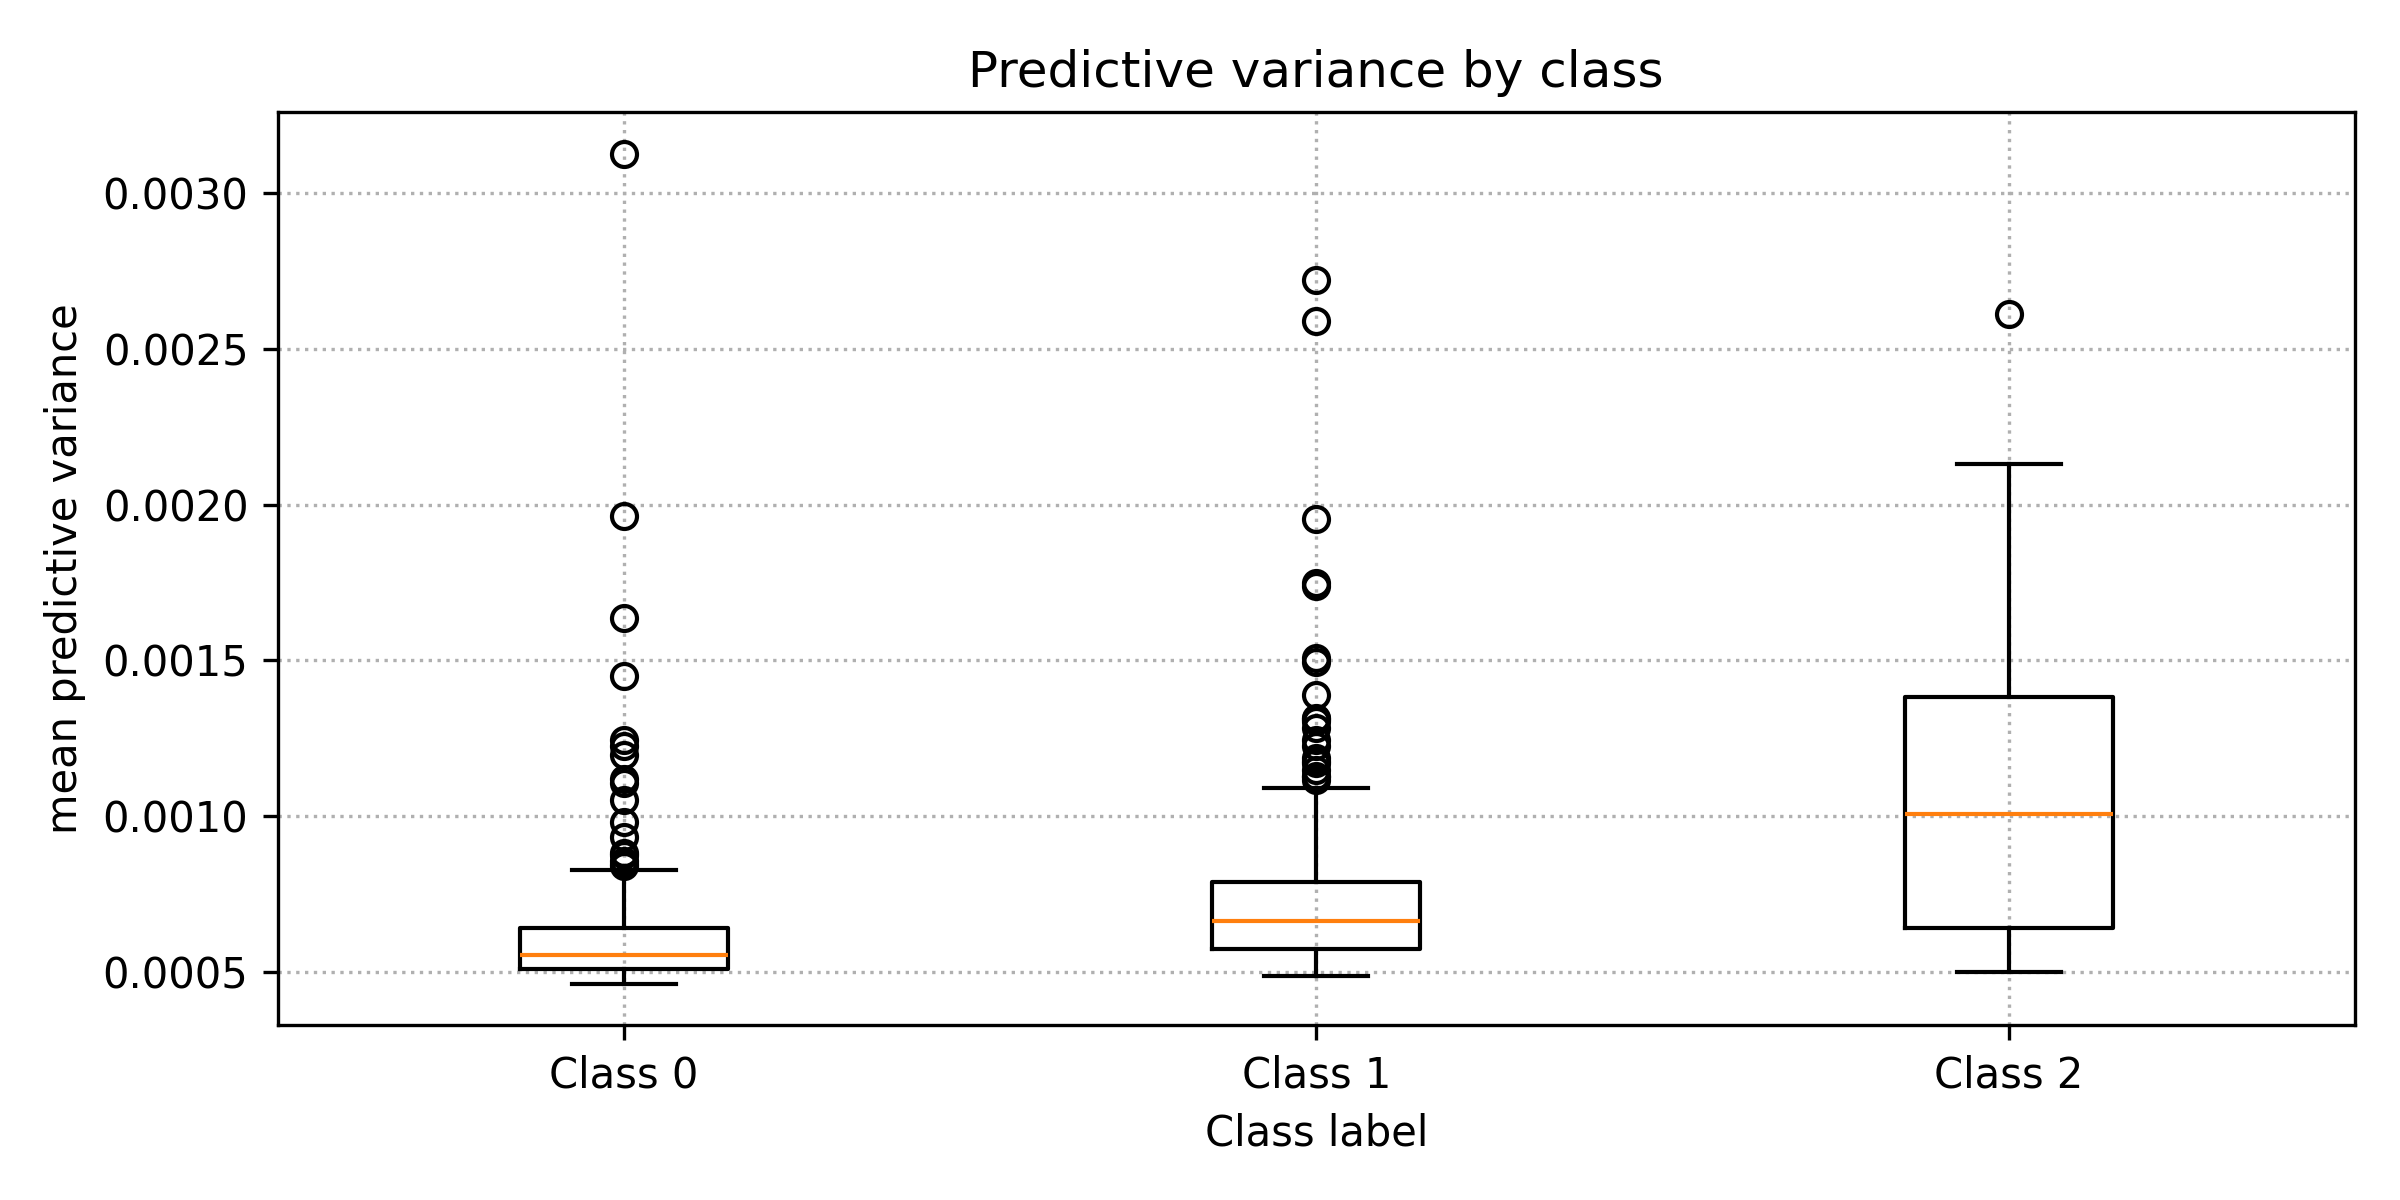 Predictive variance by class
mean predictive variance
0.0030
0.0025
0.0020
0.0015
0.0010
0.0005
Class 0
Class 1
Class 2
Class label